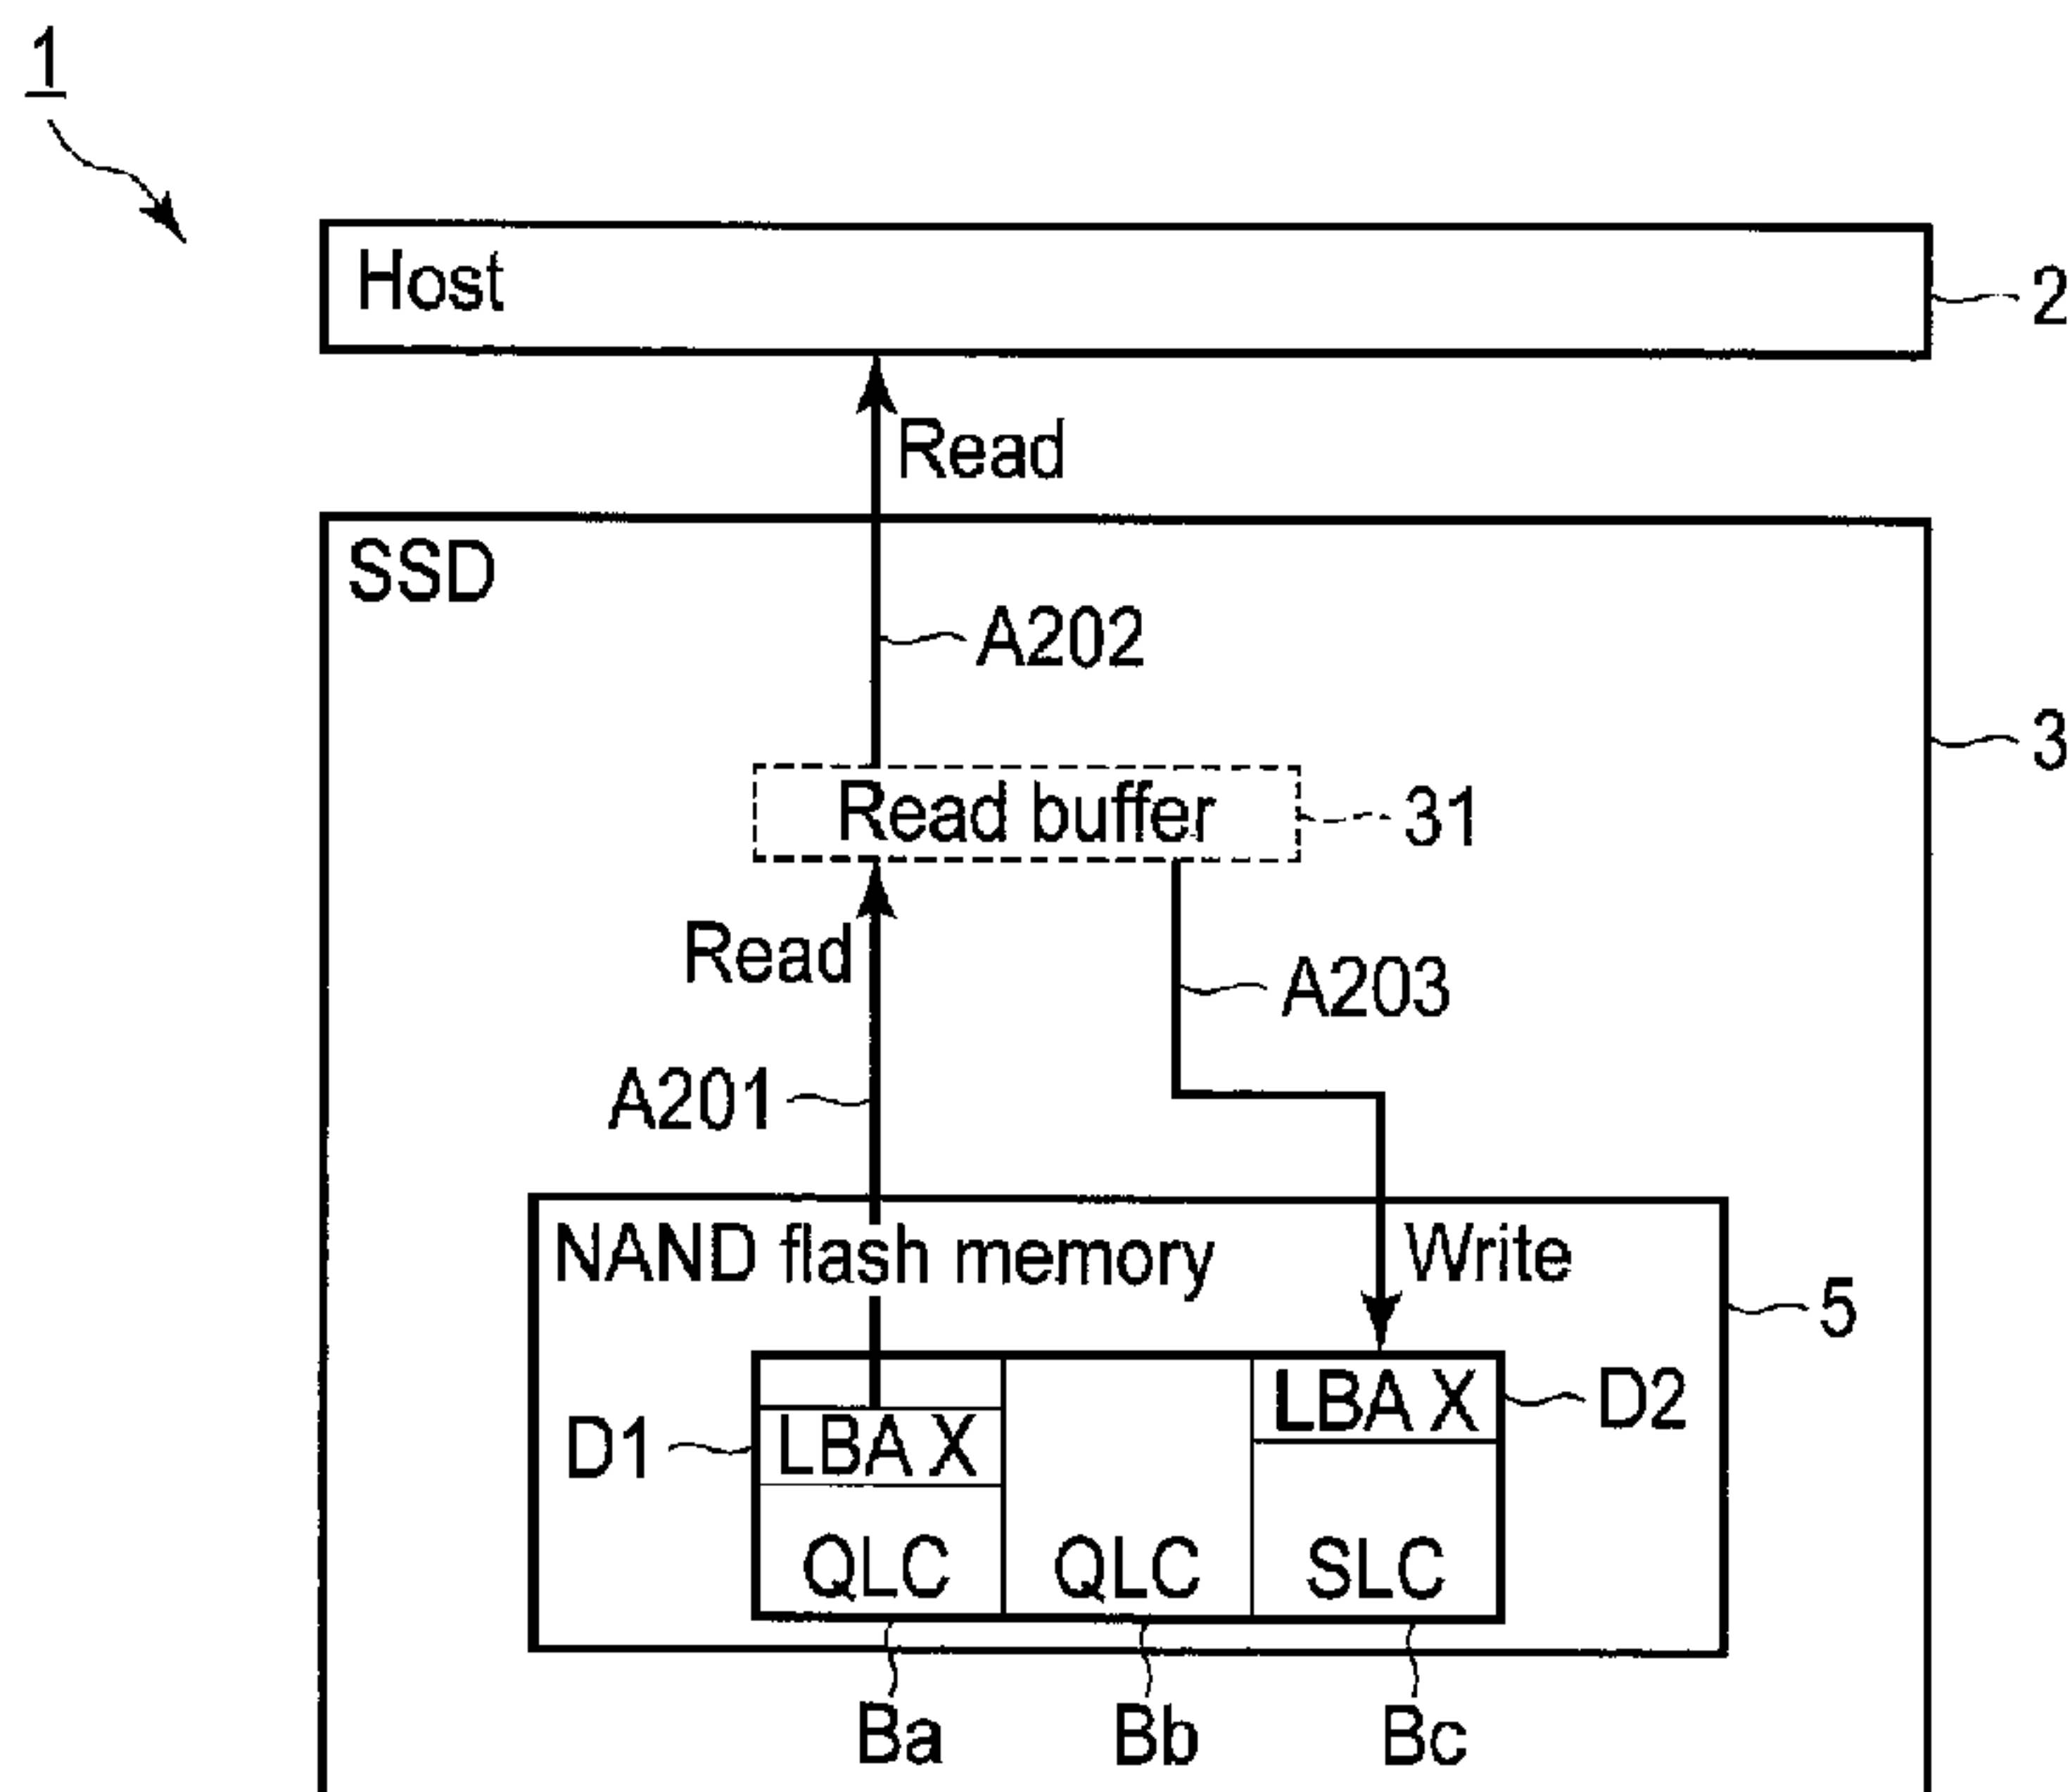 1
Host
2
Read
SSD
A202
3
Read buffer
31
Read
A203
A201
NAND flash memory
Write
5
LBA X
D2
D1
LBA X
QLC
QLC
SLC
Ba
Bb
Bc